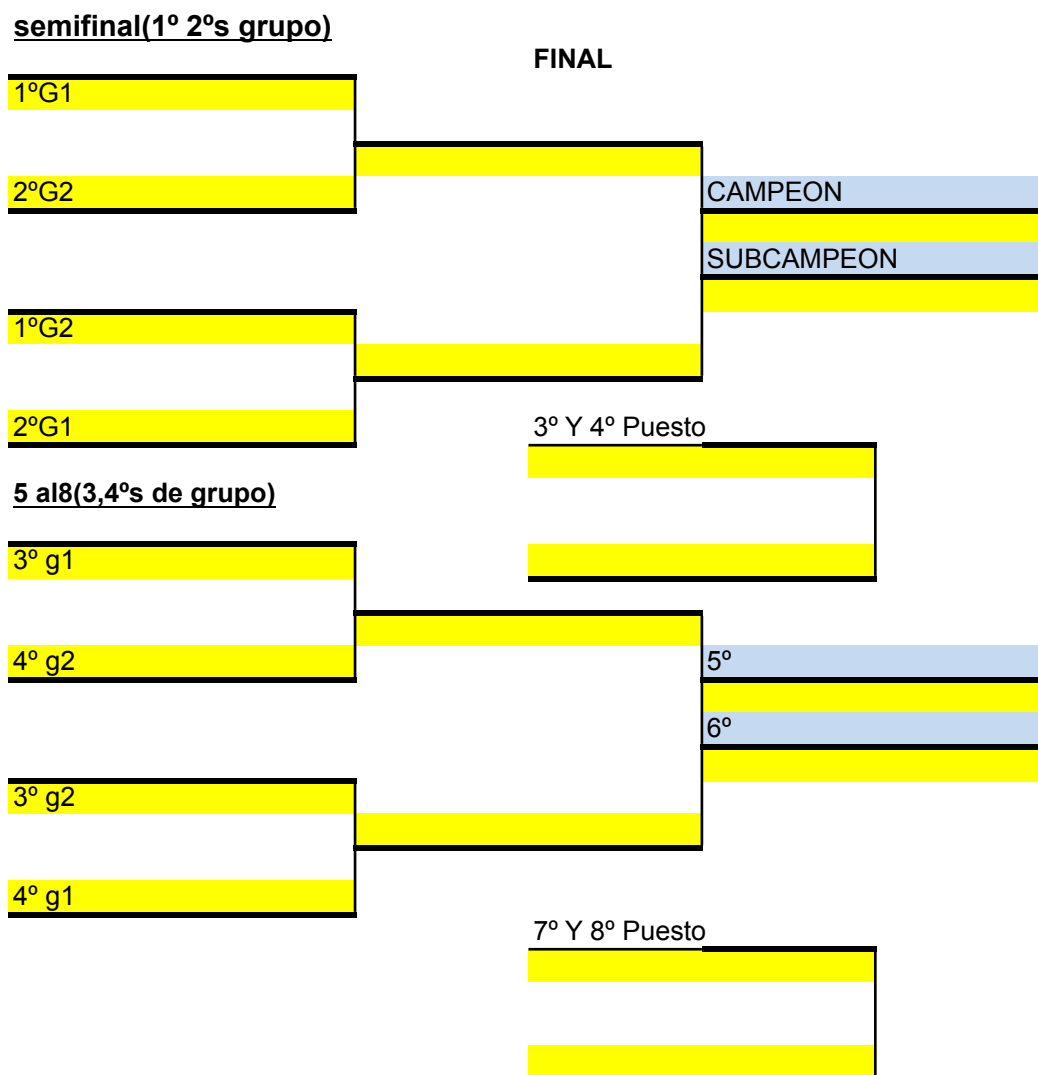 semifinal(1º 2ºs grupo)
FINAL
1ºG1
2ºG2
CAMPEON
SUBCAMPEON
1ºG2
2ºG1
3º Y 4º Puesto
5 al8(3,4ºs de grupo)
3º g1
4º g2
5º
6º
3º g2
4º g1
7º Y 8º Puesto